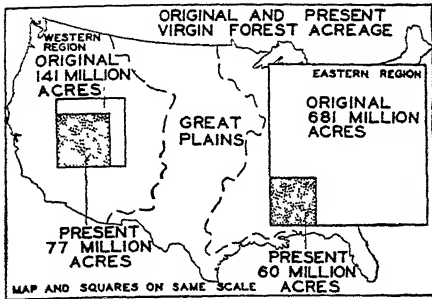 ORIGINAL AND PRESENT
VIRGIN FOREST ACREAGE
WESTERN
REGION
ORIGINAL
141 MILLION
ACRES
GREAT
PLAINS
EASTERN REGION
ORIGINAL
681 MILLION
ACRES
PRESENT
77 MILLION
ACRES
PRESENT
60 MILLION
ACRES
MAP AND SQUARES ON SAME SCALE